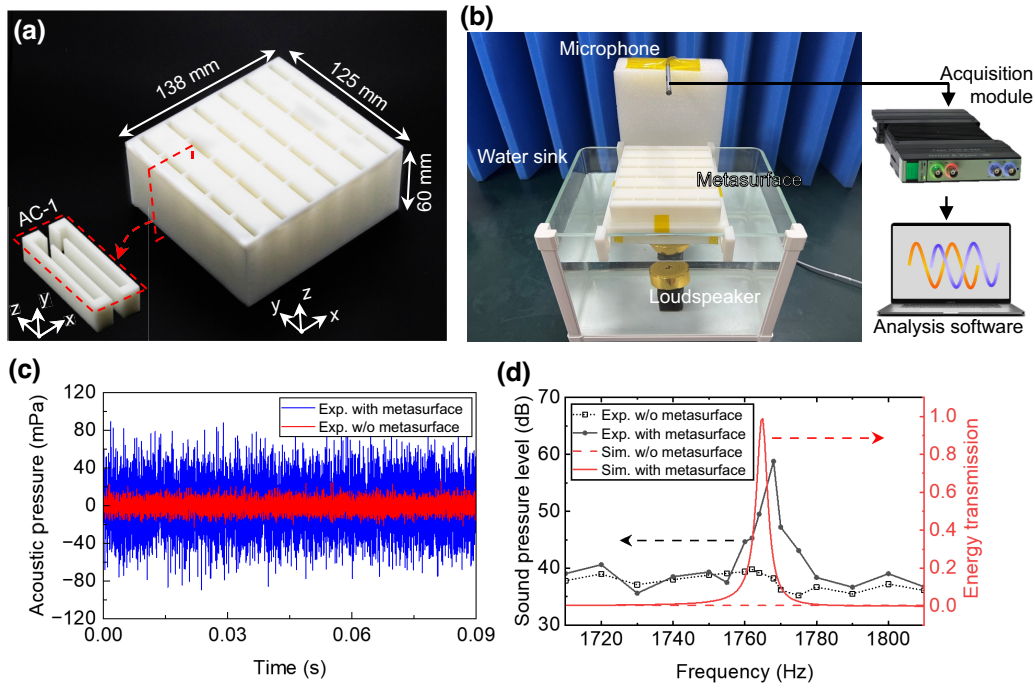 (a)
138 mm
125 mm
60 mm
AC-1
z
y
x
y
z
x
(b)
Microphone
Acquisition
module
Water sink
Metasurface
Loudspeaker
Analysis software
(c)
Acoustic pressure (mPa)
120
80
40
0
−40
−80
−120
Exp. with metasurface
Exp. w/o metasurface
0.00
0.03
0.06
0.09
Time (s)
(d)
Sound pressure level (dB)
70
60
50
40
30
Exp. w/o metasurface
Exp. with metasurface
Sim. w/o metasurface
Sim. with metasurface
1.0
0.8
0.6
0.4
0.2
0.0
Energy transmission
1720
1740
1760
1780
1800
Frequency (Hz)